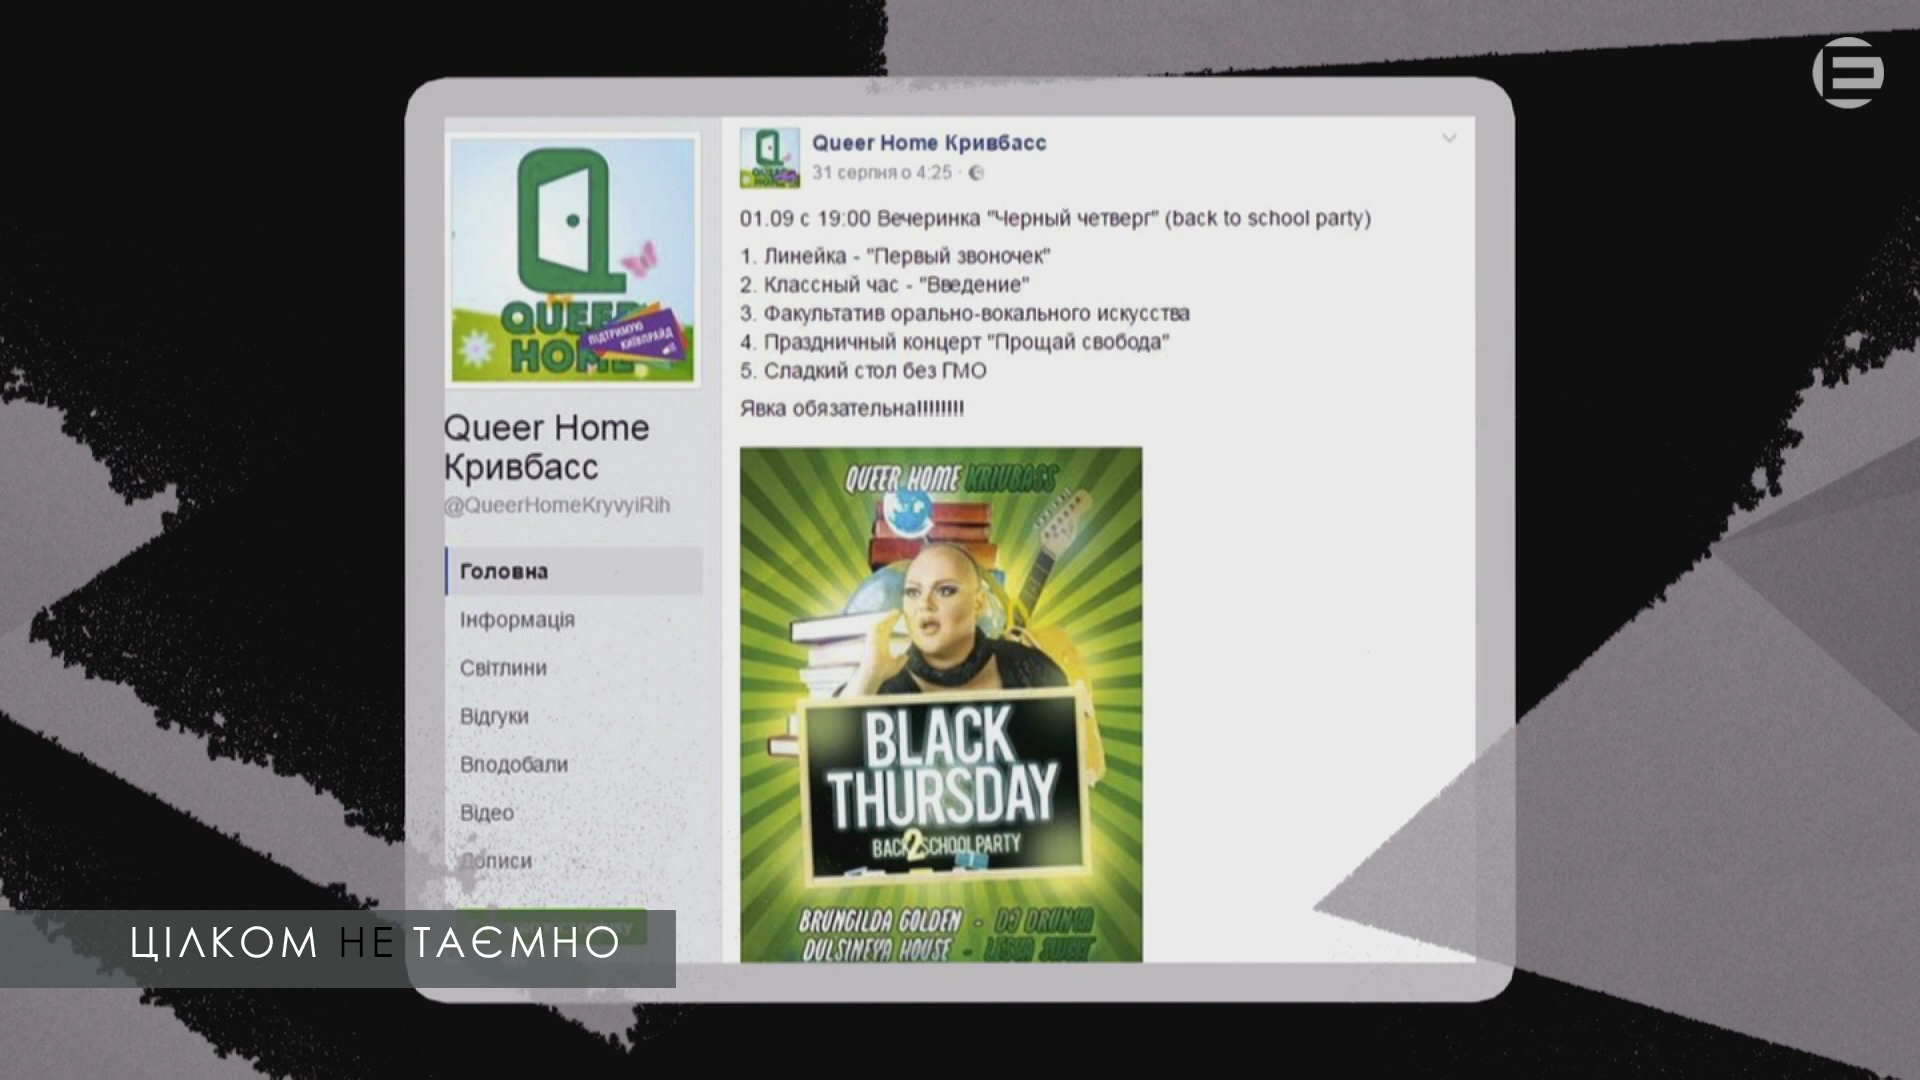 QUEER
HOME
ПІДТРИМУЮ
КИЇВПРАЙД
Queer Home
Кривбасс
@QueerHomeKryvyiRih
Головна
Інформація
Світлини
Відгуки
Вподобали
Відео
Дописи
Queer Home Кривбасс
31 серпня о 4:25
01.09 с 19:00 Вечеринка "Черный четверг" (back to school party)
1. Линейка - "Первый звоночек"
2. Классный час - "Введение"
3. Факультатив орально-вокального искусства
4. Праздничный концерт "Прощай свобода"
5. Сладкий стол без ГМО
Явка обязательна!!!!!!!!
QUEER HOME KRIVBASS
BLACK
THURSDAY
BACK 2 SCHOOL PARTY
BRUNGILDA GOLDEN - DJ
DULSINEYA HOUSE -
ЦІЛКОМ НЕ ТАЄМНО